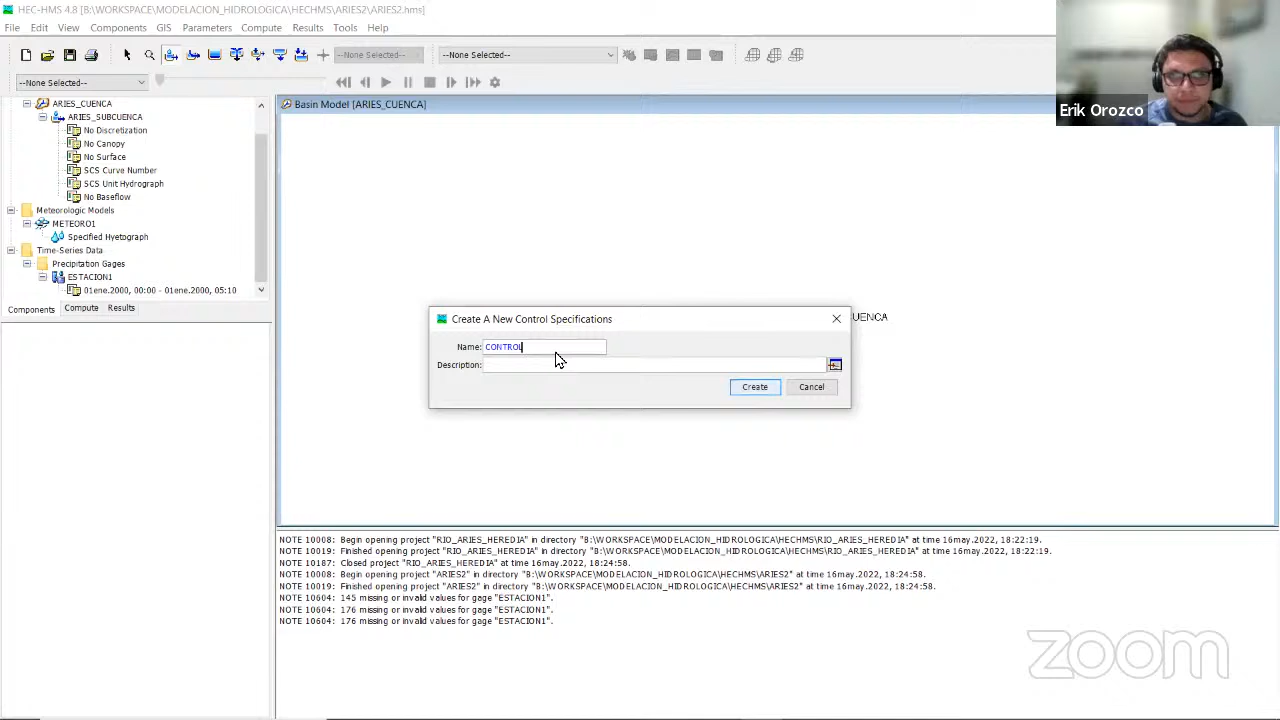 HEC-HMS 4.8 [B:\WORKSPACE\MODELACION_HIDROLOGICA\HECHMS\ARIES2\ARIES2.hms]
File Edit View Components GIS Parameters Compute Results Tools Help
--None Selected-- --None Selected--
--None Selected--
Erik Orozco
ARIES_CUENCA
ARIES_SUBCUENCA
No Discretization
No Canopy
No Surface
SCS Curve Number
SCS Unit Hydrograph
No Baseflow
Meteorologic Models
METEORO1
Specified Hyetograph
Time-Series Data
Precipitation Gages
ESTACION1
01ene.2000, 00:00 - 01ene.2000, 05:10
Components Compute Results
Basin Model [ARIES_CUENCA]
UENCA
Create A New Control Specifications
Name: CONTROL
Description:
Create Cancel
NOTE 10008: Begin opening project "RIO_ARIES_HEREDIA" in directory "B:\WORKSPACE\MODELACION_HIDROLOGICA\HECHMS\RIO_ARIES_HEREDIA" at time 16may.2022, 18:22:19.
NOTE 10019: Finished opening project "RIO_ARIES_HEREDIA" in directory "B:\WORKSPACE\MODELACION_HIDROLOGICA\HECHMS\RIO_ARIES_HEREDIA" at time 16may.2022, 18:22:19.
NOTE 10187: Closed project "RIO_ARIES_HEREDIA" at time 16may.2022, 18:24:58.
NOTE 10008: Begin opening project "ARIES2" in directory "B:\WORKSPACE\MODELACION_HIDROLOGICA\HECHMS\ARIES2" at time 16may.2022, 18:24:58.
NOTE 10019: Finished opening project "ARIES2" in directory "B:\WORKSPACE\MODELACION_HIDROLOGICA\HECHMS\ARIES2" at time 16may.2022, 18:24:58.
NOTE 10604: 145 missing or invalid values for gage "ESTACION1".
NOTE 10604: 176 missing or invalid values for gage "ESTACION1".
NOTE 10604: 176 missing or invalid values for gage "ESTACION1".
zoom